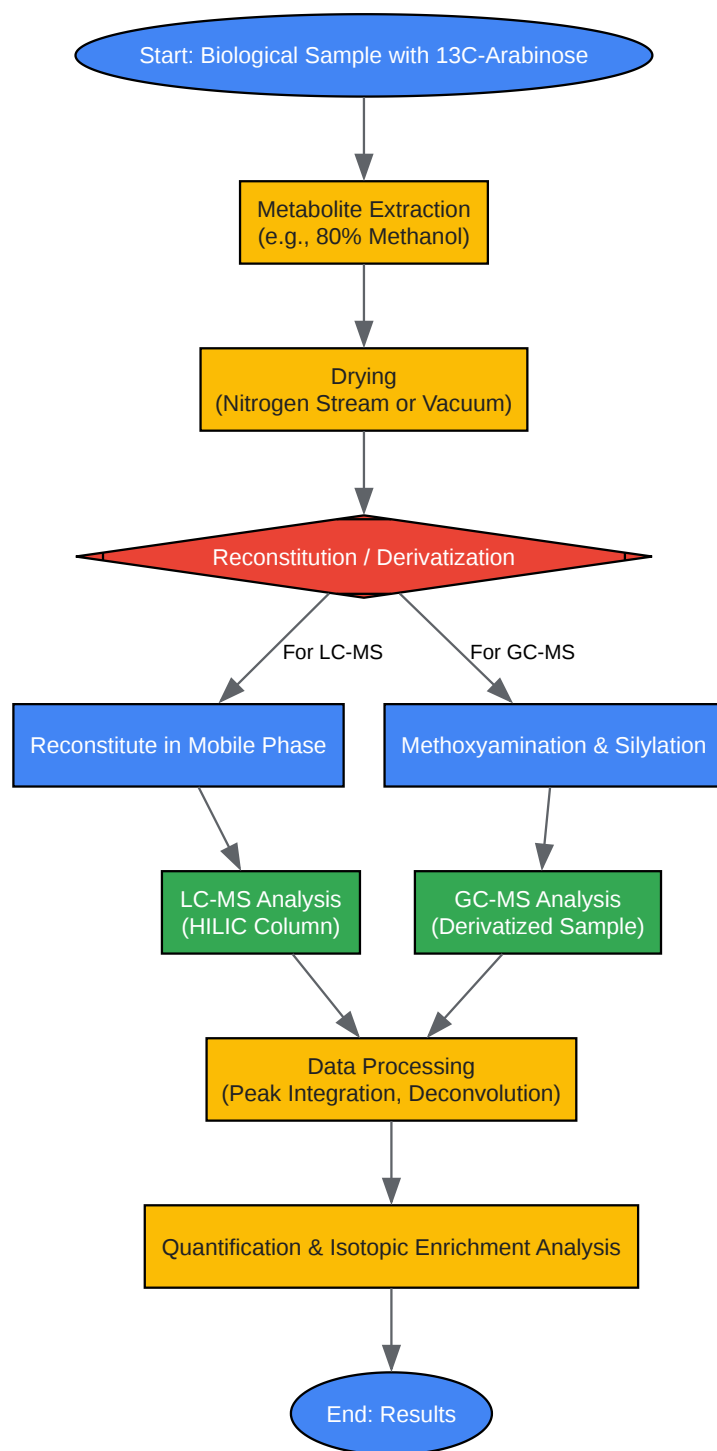 Start: Biological Sample with 13C-Arabinose
Metabolite Extraction
(e.g., 80% Methanol)
Drying
(Nitrogen Stream or Vacuum)
Reconstitution / Derivatization
For LC-MS
For GC-MS
Reconstitute in Mobile Phase
Methoxyamination & Silylation
LC-MS Analysis
(HILIC Column)
GC-MS Analysis
(Derivatized Sample)
Data Processing
(Peak Integration, Deconvolution)
Quantification & Isotopic Enrichment Analysis
End: Results